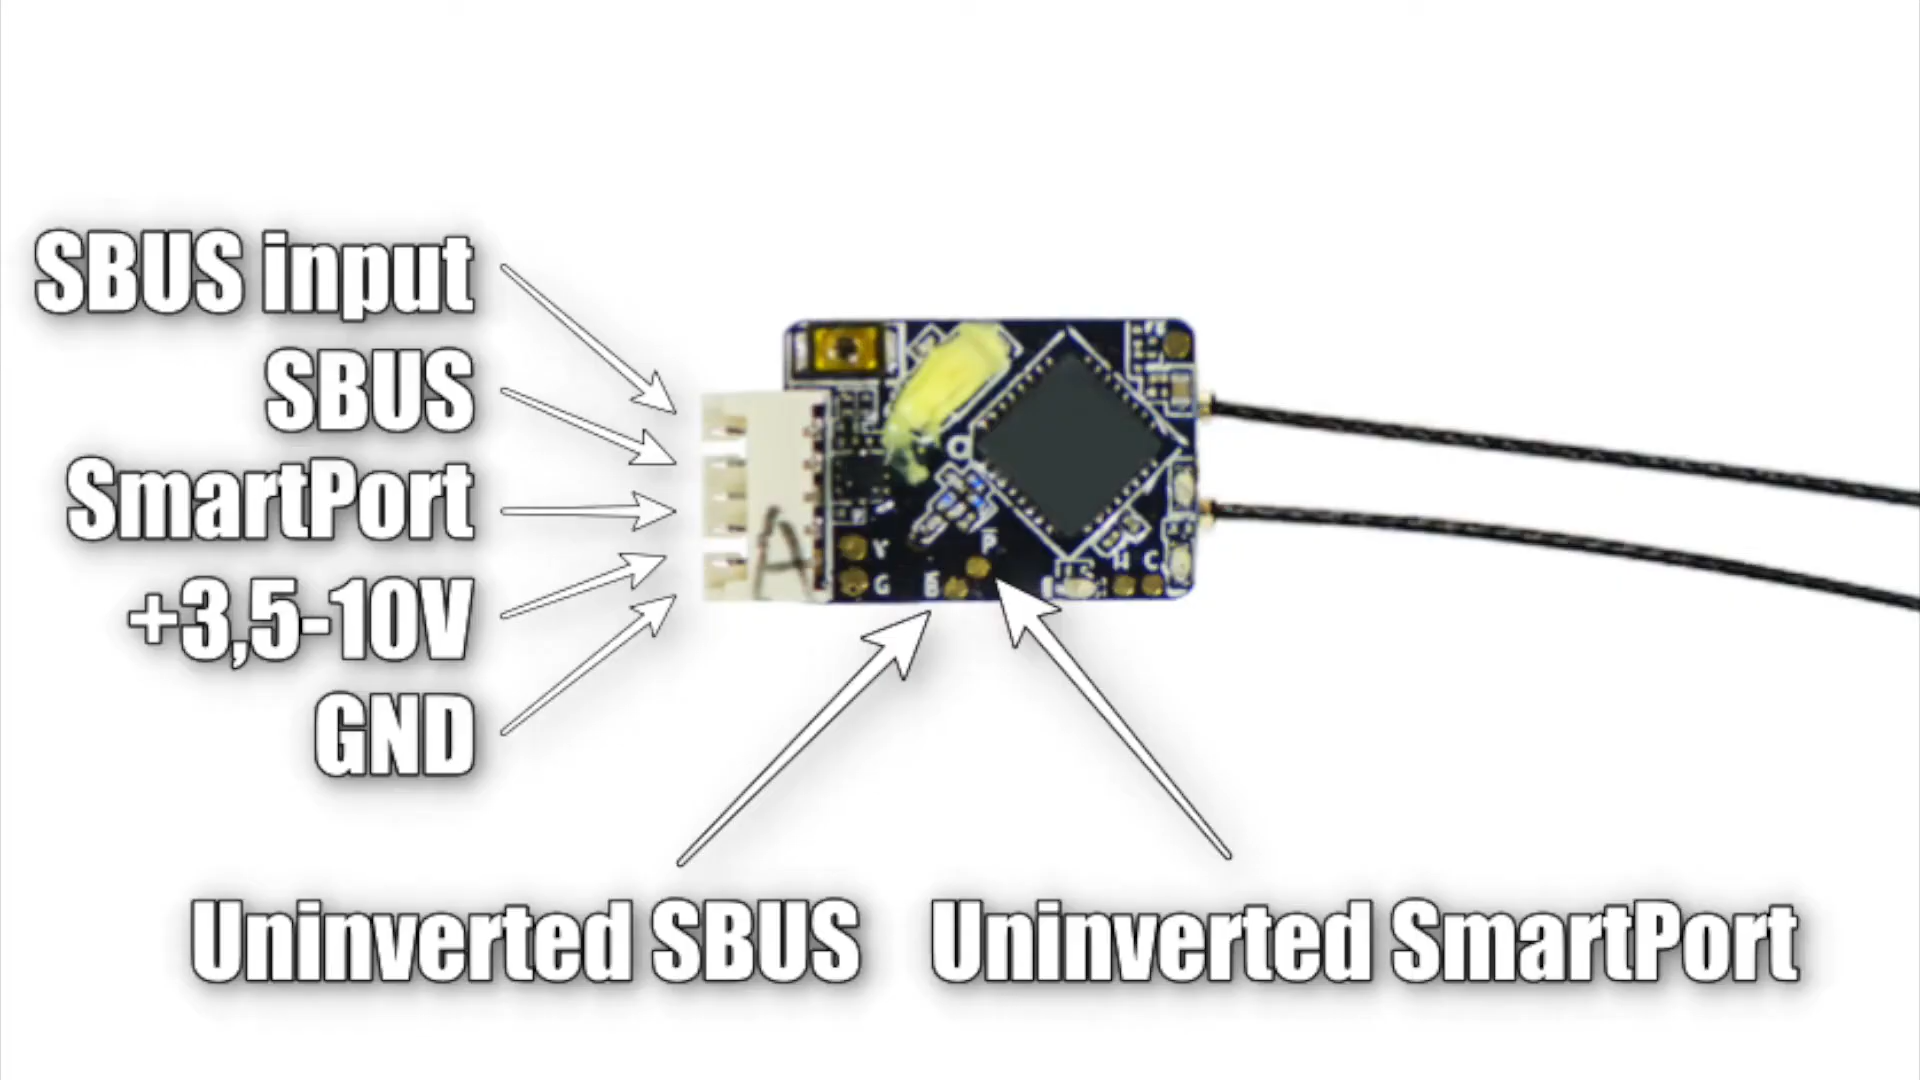 SBUS input
SBUS
SmartPort
+3,5-10V
GND
A
P
G
H C
Uninverted SBUS Uninverted SmartPort